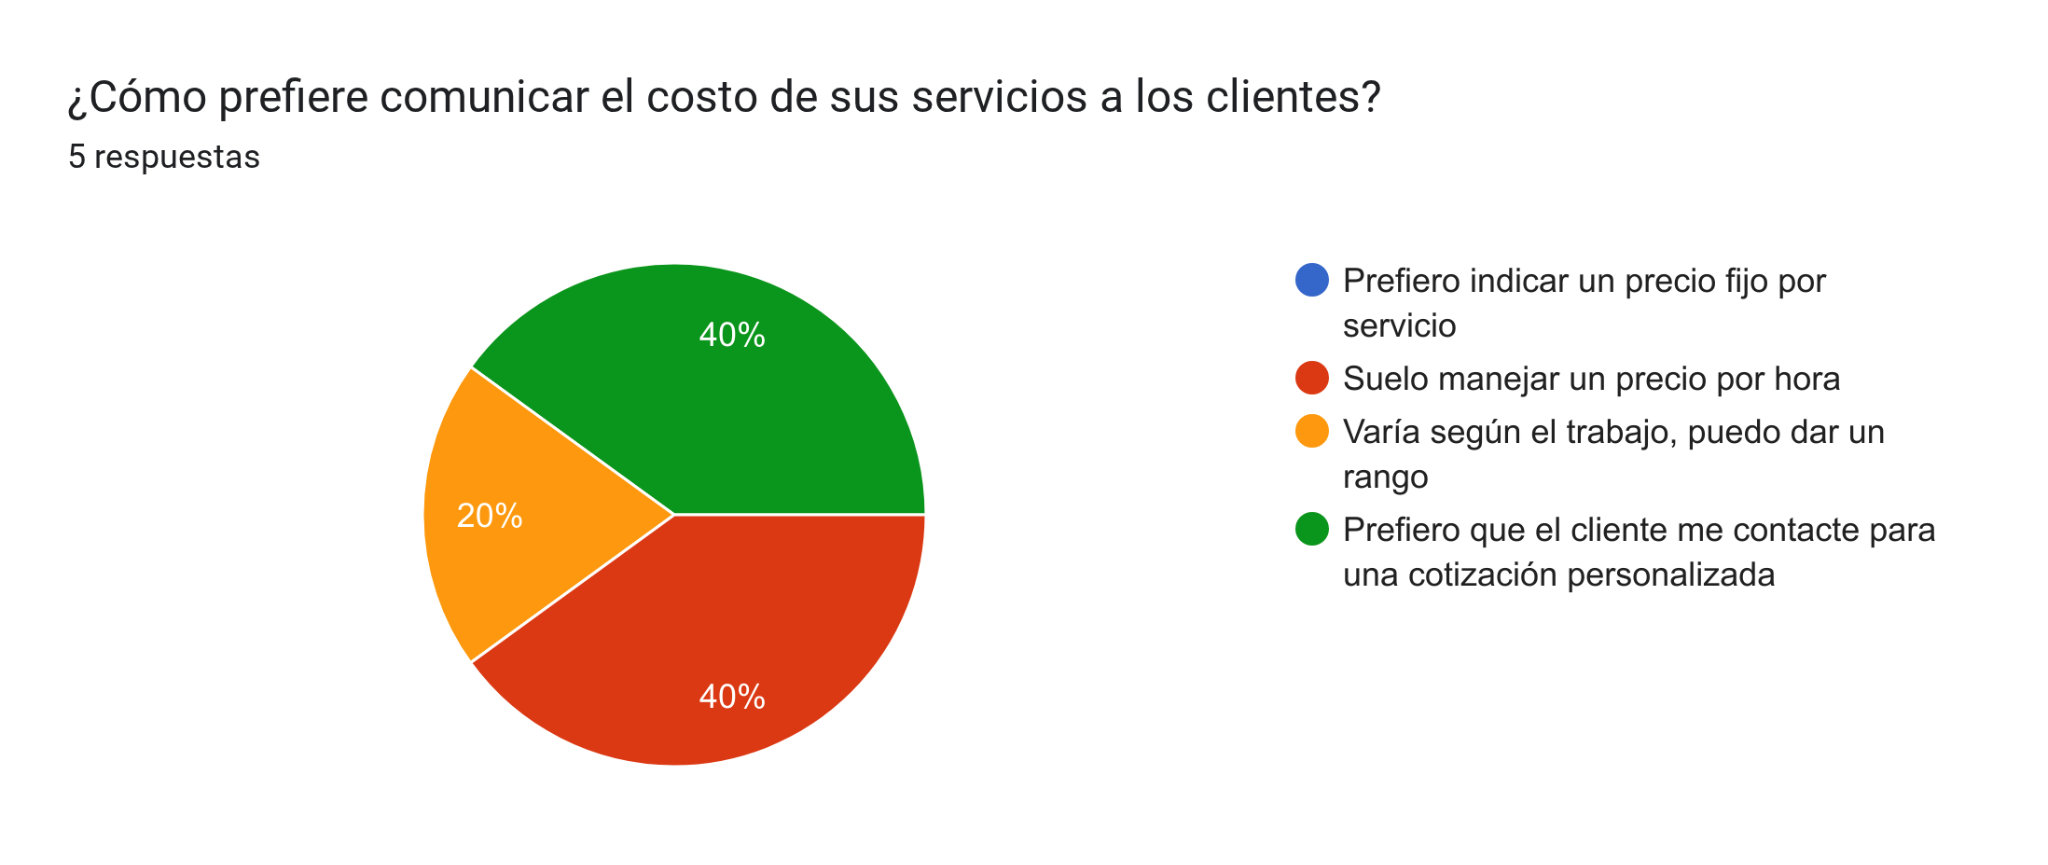 ¿Cómo prefiere comunicar el costo de sus servicios a los clientes?
5 respuestas
40%
20%
40%
Prefiero indicar un precio fijo por
servicio
Suelo manejar un precio por hora
Varía según el trabajo, puedo dar un
rango
Prefiero que el cliente me contacte para
una cotización personalizada